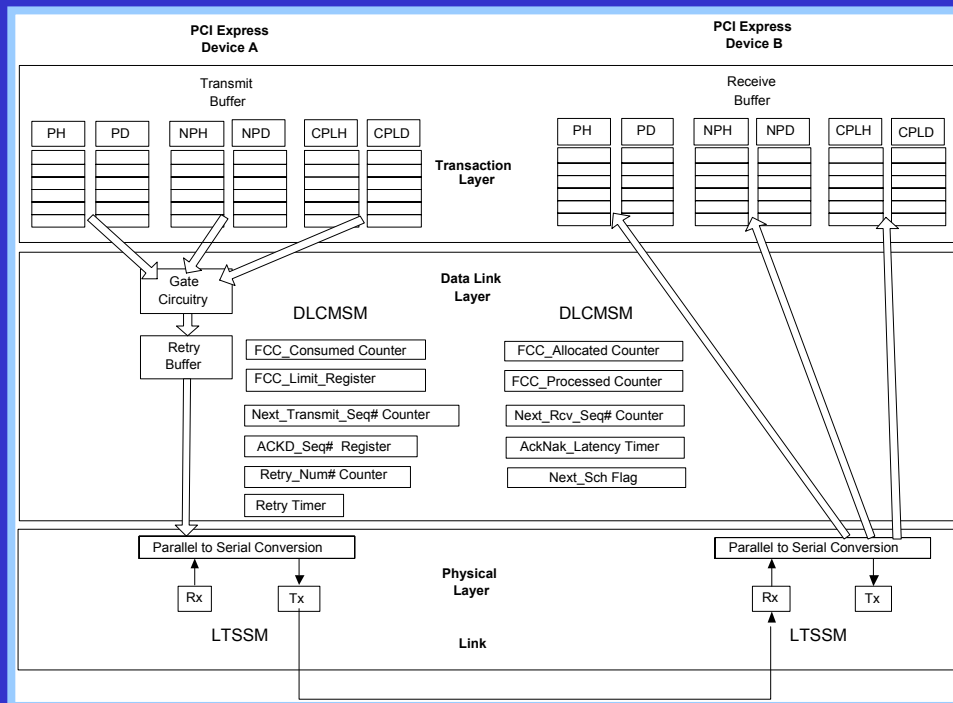 PCI Express
Device A
PCI Express
Device B
Transmit
Buffer
Receive
Buffer
PH
PD
NPH
NPD
CPLH
CPLD
Transaction
Layer
PH
PD
NPH
NPD
CPLH
CPLD
Gate
Circuitry
Data Link
Layer
DLCMSM
DLCMSM
Retry
Buffer
FCC_Consumed Counter
FCC_Limit_Register
Next_Transmit_Seq# Counter
ACKD_Seq# Register
Retry_Num# Counter
Retry Timer
FCC_Allocated Counter
FCC_Processed Counter
Next_Rcv_Seq# Counter
AckNak_Latency Timer
Next_Sch Flag
Parallel to Serial Conversion
Parallel to Serial Conversion
Physical
Layer
Rx
Tx
Rx
Tx
LTSSM
Link
LTSSM